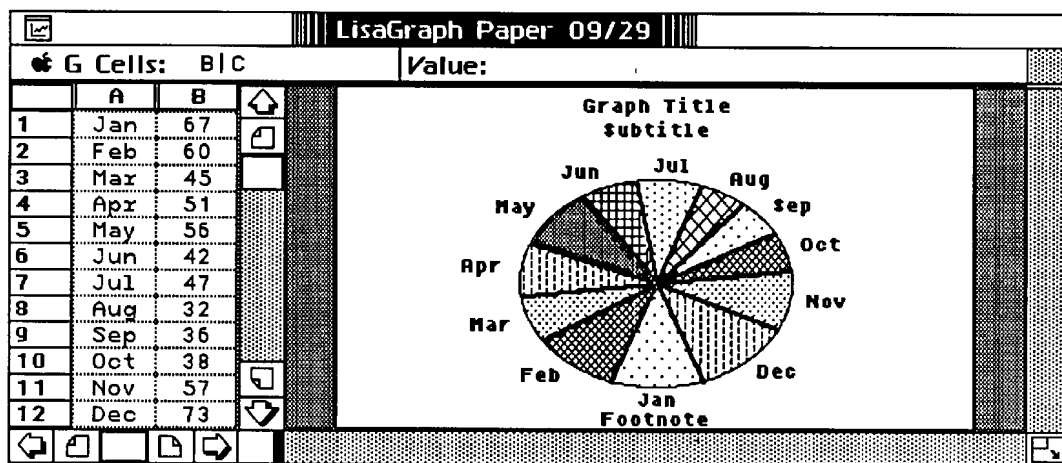 LisaGraph Paper 09/29
G Cells: B|C Value:
A B
1 Jan 67
2 Feb 60
3 Mar 45
4 Apr 51
5 May 56
6 Jun 42
7 Jul 47
8 Aug 32
9 Sep 36
10 Oct 38
11 Nov 57
12 Dec 73
Graph Title
Subtitle
Jun
Jul
Aug
May
Sep
Oct
Apr
Nov
Mar
Feb
Dec
Jan
Footnote